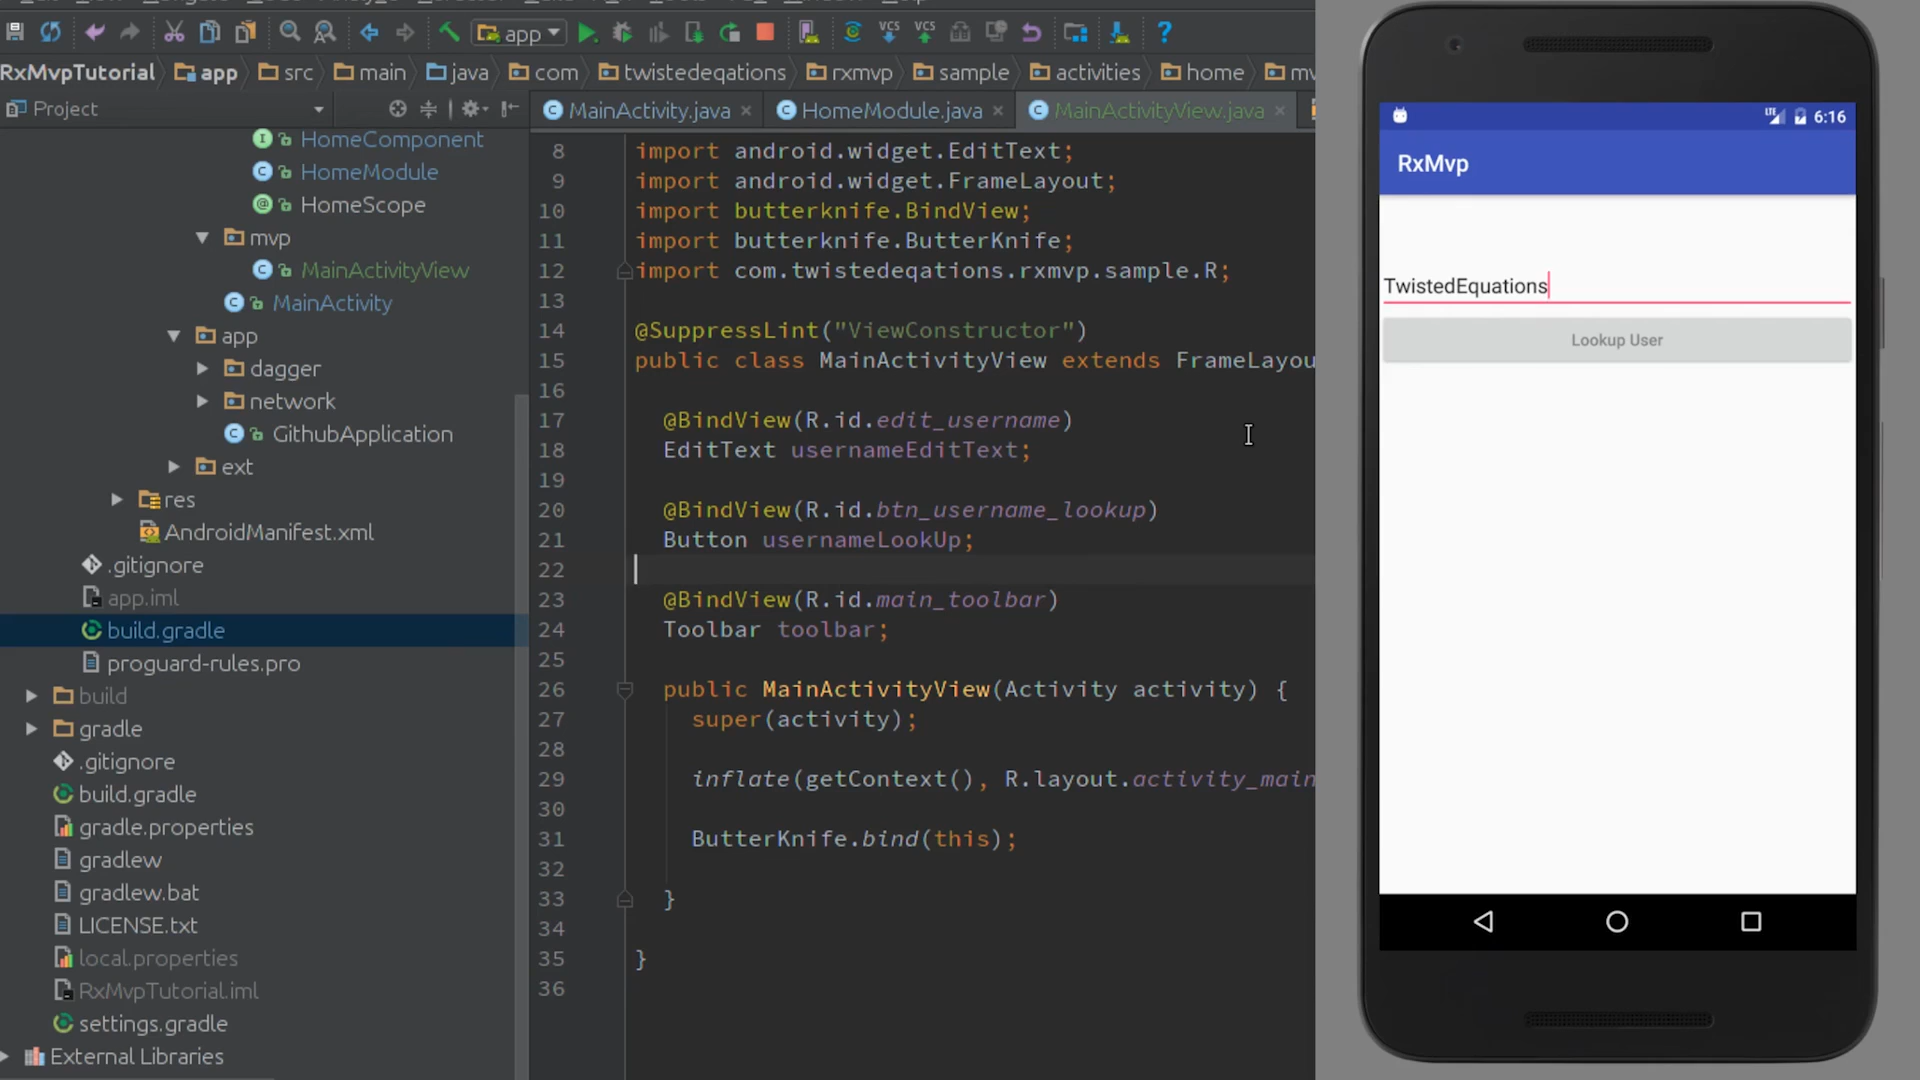 app
VCS
VCS
?
RxMvpTutorial app src main java com twistedeqations rxmvp sample activities home mv
Project
MainActivity.java HomeModule.java MainActivityView.java
HomeComponent
HomeModule
HomeScope
mvp
MainActivityView
MainActivity
app
dagger
network
GithubApplication
ext
res
AndroidManifest.xml
.gitignore
app.iml
build.gradle
proguard-rules.pro
build
gradle
.gitignore
build.gradle
gradle.properties
gradlew
gradlew.bat
LICENSE.txt
local.properties
RxMvpTutorial.iml
settings.gradle
External Libraries
8 import android.widget.EditText;
9 import android.widget.FrameLayout;
10 import butterknife.BindView;
11 import butterknife.ButterKnife;
12 import com.twistedeqations.rxmvp.sample.R;
13
14 @SuppressLint("ViewConstructor")
15 public class MainActivityView extends FrameLayou
16
17 @BindView(R.id.edit_username)
18 EditText usernameEditText;
19
20 @BindView(R.id.btn_username_lookup)
21 Button usernameLookUp;
22
23 @BindView(R.id.main_toolbar)
24 Toolbar toolbar;
25
26 public MainActivityView(Activity activity) {
27 super(activity);
28
29 inflate(getContext(), R.layout.activity_main
30
31 ButterKnife.bind(this);
32
33 }
34
35 }
36
LTE 6:16
RxMvp
TwistedEquations
Lookup User